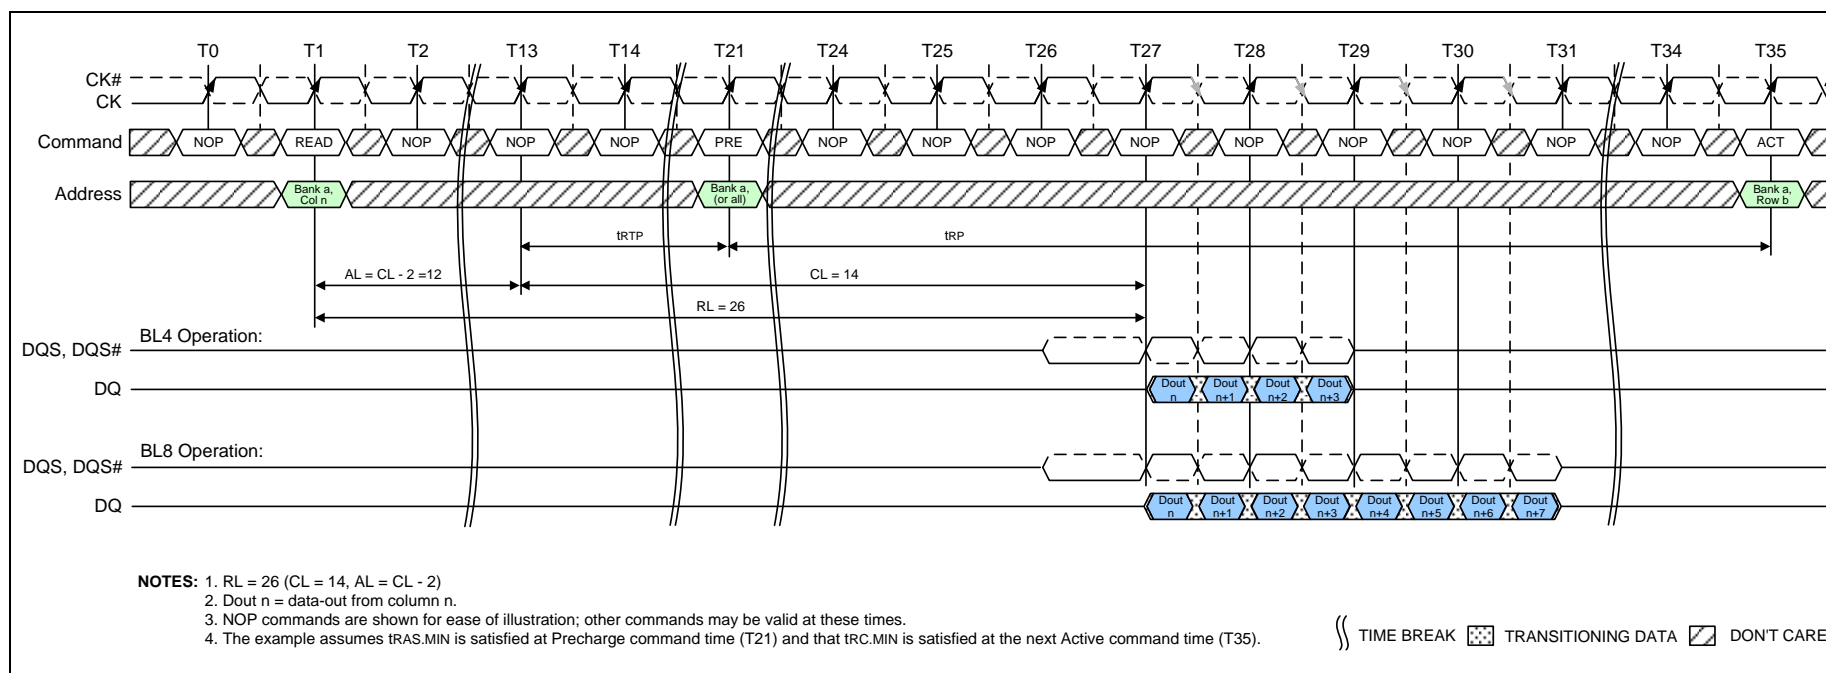 T0 T1 T2 T13 T14 T21 T24 T25 T26 T27 T28 T29 T30 T31 T34 T35
CK#
CK
Command NOP READ NOP NOP NOP PRE NOP NOP NOP NOP NOP NOP NOP NOP NOP ACT
Address Bank a, Bank a, Bank a,
Col n (or all) Row b
tRTP tRP
AL = CL - 2 =12 CL = 14
RL = 26
BL4 Operation:
DQS, DQS#
DQ Dout Dout Dout Dout
n n+1 n+2 n+3
BL8 Operation:
DQS, DQS#
DQ Dout Dout Dout Dout Dout Dout Dout Dout
n n+1 n+2 n+3 n+4 n+5 n+6 n+7
NOTES: 1. RL = 26 (CL = 14, AL = CL - 2)
2. Dout n = data-out from column n.
3. NOP commands are shown for ease of illustration; other commands may be valid at these times.
4. The example assumes tRAS.MIN is satisfied at Precharge command time (T21) and that tRC.MIN is satisfied at the next Active command time (T35).
TIME BREAK TRANSITIONING DATA DON'T CARE